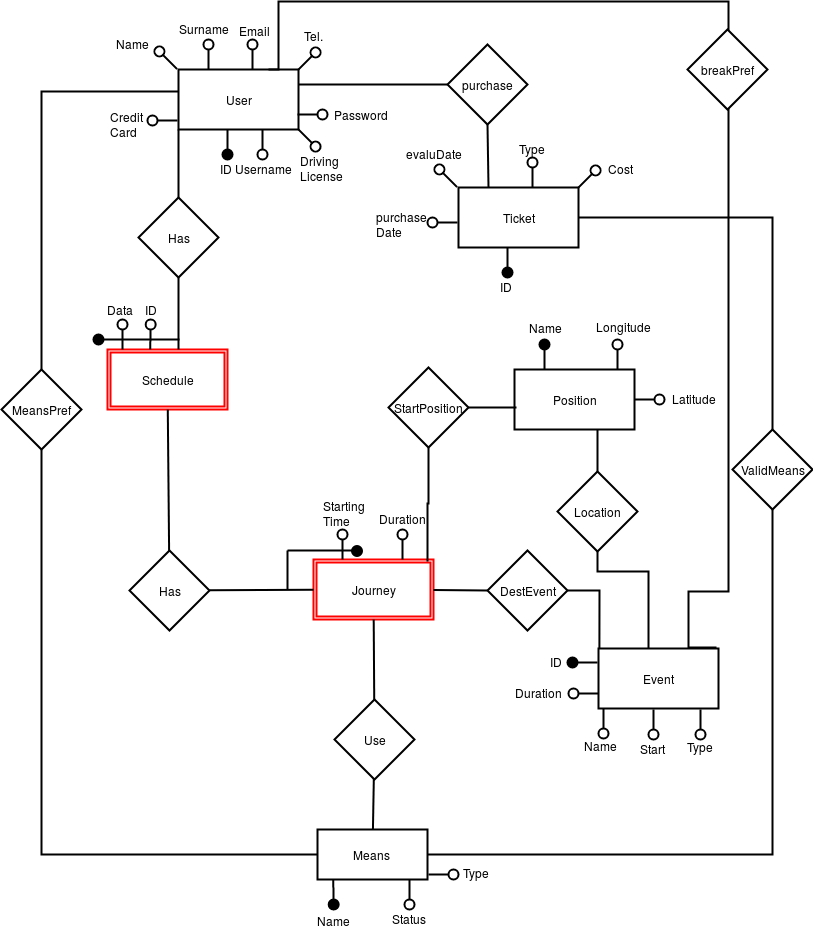 Surname
Email
Tel.
Name
breakPref
purchase
User
Credit
Card
Password
ID
Username
Driving
License
evaluDate
Type
Cost
purchase
Date
Ticket
Has
ID
Data
ID
Name
Longitude
Schedule
MeansPref
StartPosition
Position
Latitude
ValidMeans
Starting
Time
Duration
Location
Has
Journey
DestEvent
ID
Duration
Event
Name
Start
Type
Use
Means
Type
Name
Status